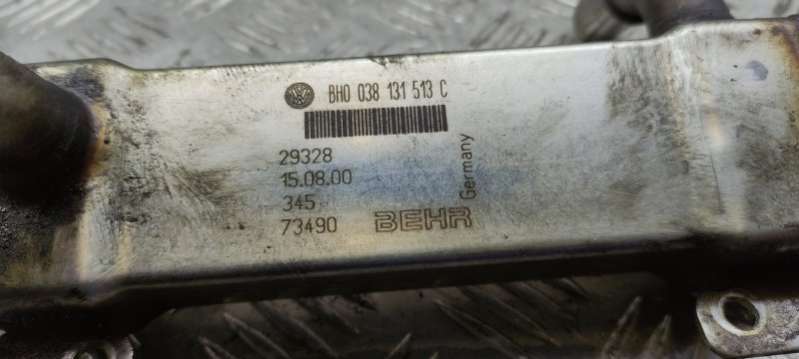 BH0 038 131 513 C
29328
15.08.00
345
73490
BEHR
Germany